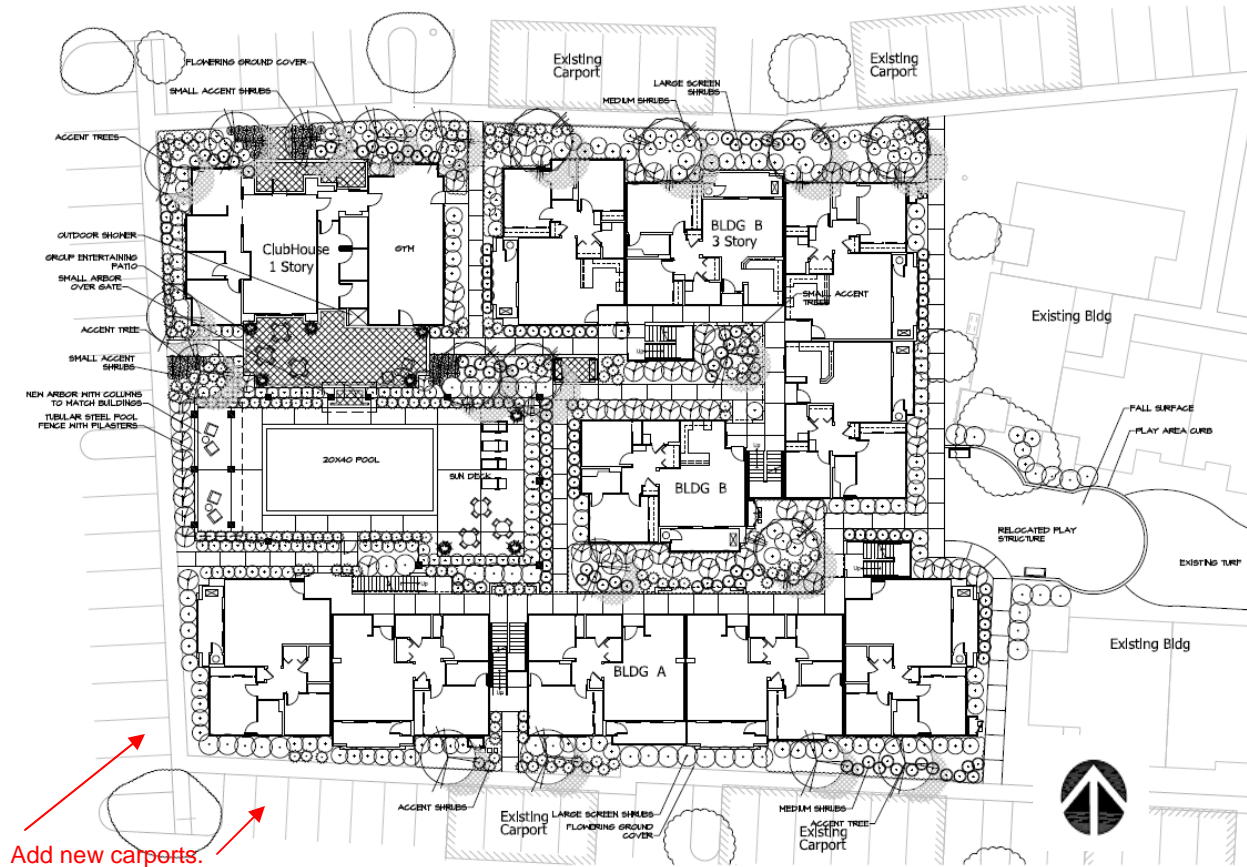 Existing
Carport
Existing
Carport
FLOWERING GROUND COVER
LARGE SCREEN
SHRUBS
SMALL ACCENT SHRUBS
MEDIUM SHRUBS
ACCENT TREES
OUTDOOR SHOWER
ClubHouse
1 Story
GYM
BLDG B
3 Story
GROUP ENTERTAINING
PATIO
SMALL ARBOR
OVER GATE
SMALL ACCENT
TREES
Existing Bldg
ACCENT TREE
Up
SMALL ACCENT
SHRUBS
NEW ARBOR WITH COLUMNS
TO MATCH BUILDINGS
TUBULAR STEEL POOL
FENCE WITH PILASTERS
FALL SURFACE
PLAY AREA CURB
Up
20X40 POOL
SUN DECK
BLDG B
RELOCATED PLAY
STRUCTURE
EXISTING TURF
Up
Up
Existing Bldg
BLDG A
ACCENT SHRUBS
Existing
Carport
LARGE SCREEN SHRUBS
FLOWERING GROUND
COVER
MEDIUM SHRUBS
ACCENT TREE
Existing
Carport
Add new carports.